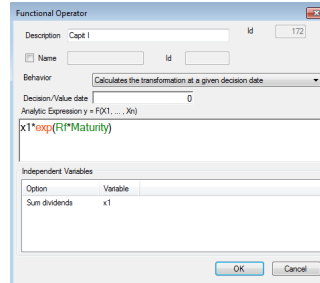 Functional Operator
Description Capit I Id 172
Name Id
Behavior Calculates the transformation at a given decision date
Decision/Value date 0
Analytic Expression y = F(X1, ... , Xn)
x1*exp(Rf*Maturity)
Independent Variables
Option Variable
Sum dividends x1
OK Cancel